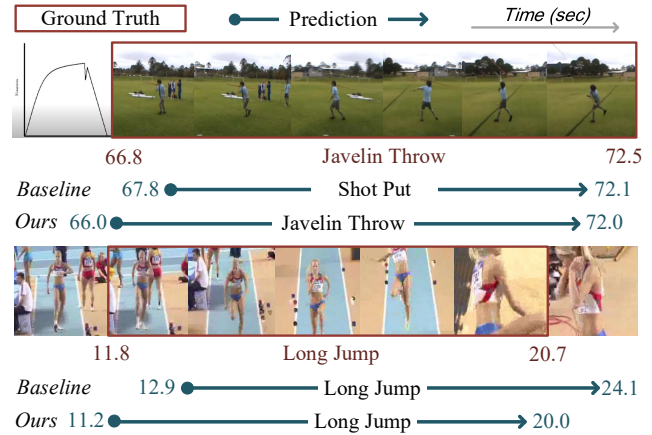 Ground Truth Prediction Time (sec)
66.8 Javelin Throw 72.5
Baseline 67.8 Shot Put 72.1
Ours 66.0 Javelin Throw 72.0
11.8 Long Jump 20.7
Baseline 12.9 Long Jump 24.1
Ours 11.2 Long Jump 20.0